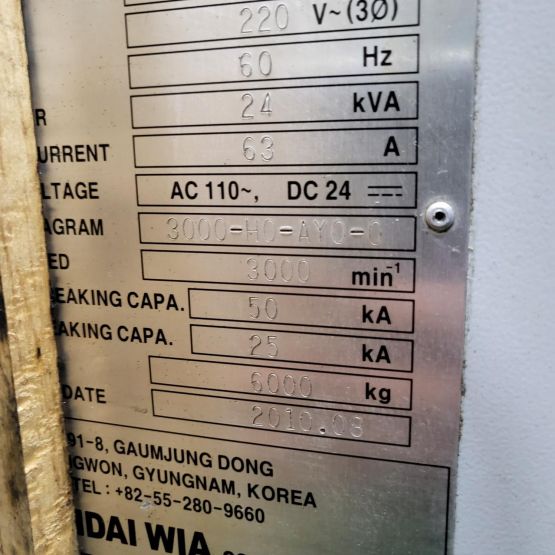 220 V~(3Ø)
60 Hz
R 24 kVA
URRENT 63 A
LTAGE AC 110~, DC 24
AGRAM 3000-H0-AY0-0
ED 3000 min-1
EAKING CAPA. 50 kA
AKING CAPA. 25 kA
6000 kg
DATE 2010.08
91-8, GAUMJUNG DONG
GWON, GYUNGNAM, KOREA
TEL : +82-55-280-9660
DAI WIA